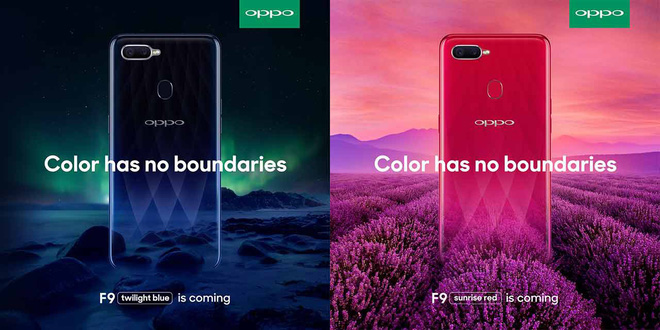 oppo
oppo
Color has no boundaries
F9 twilight blue is coming
oppo
oppo
Color has no boundaries
F9 sunrise red is coming